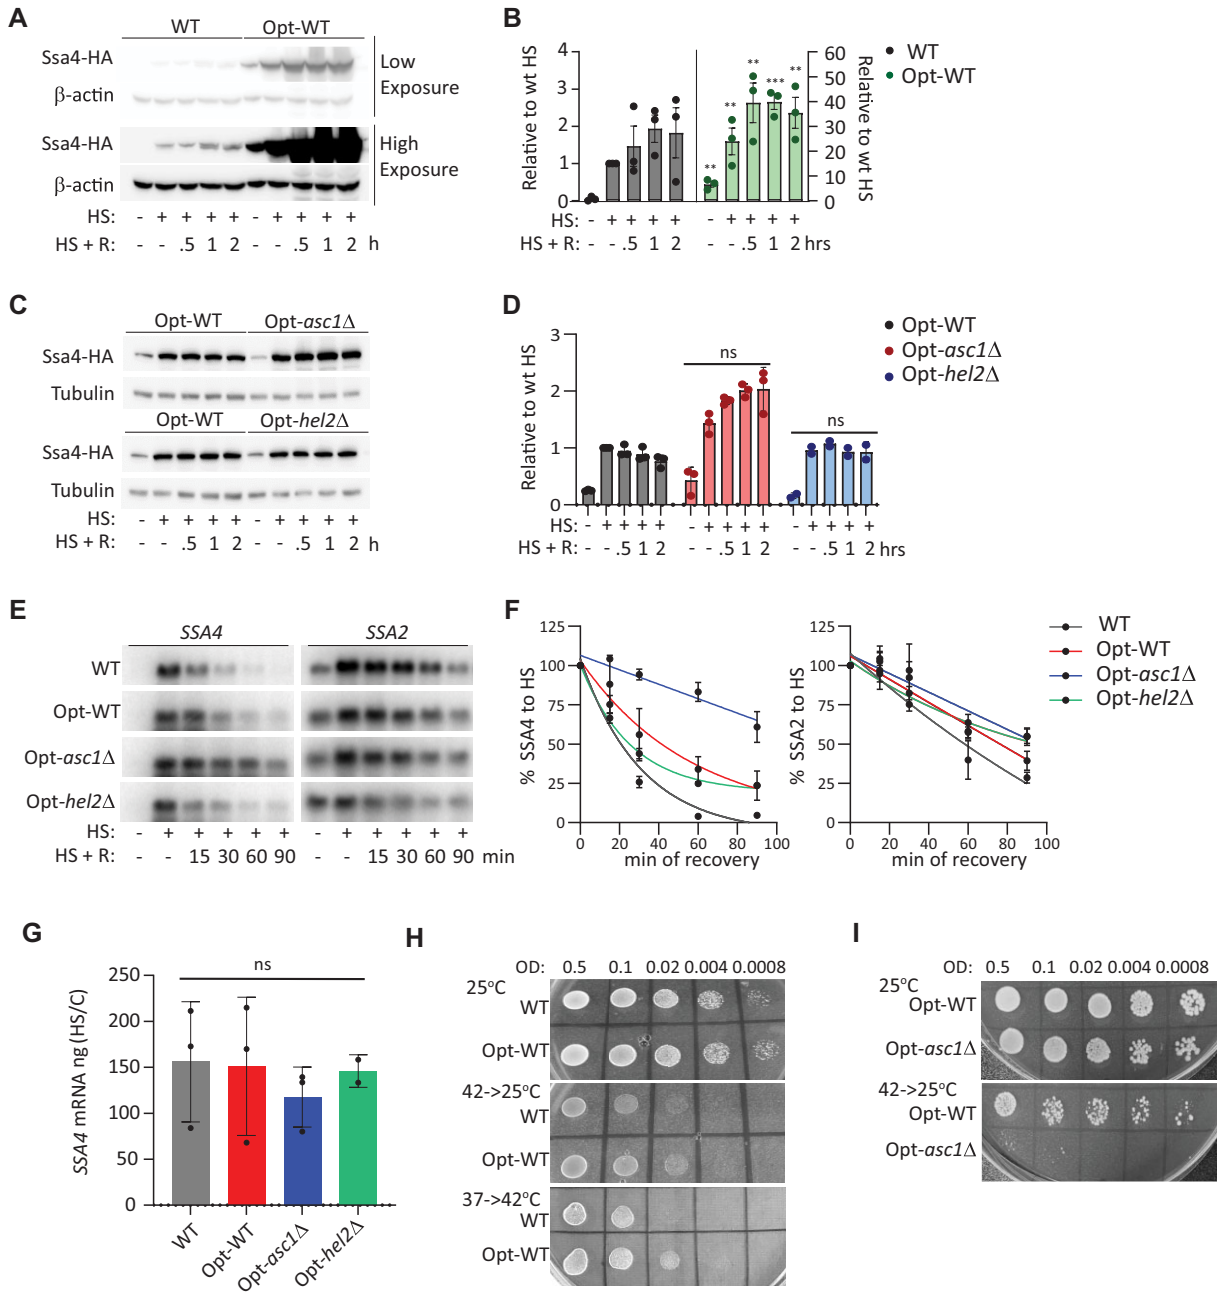 A
WT Opt-WT
Ssa4-HA
β-actin
Low
Exposure
Ssa4-HA
β-actin
High
Exposure
HS: - + + + + - + + + +
HS + R: - - .5 1 2 - - .5 1 2 h
B
WT
Opt-WT
Relative to wt HS
4
3
2
1
0
** ** ** *** **
60
50
40
30
20
10
0
Relative to wt HS
HS: - + + + + - + + + +
HS + R: - - .5 1 2 - - .5 1 2 hrs
C
Opt-WT Opt-asc1Δ
Ssa4-HA
Tubulin
Opt-WT Opt-hel2Δ
Ssa4-HA
Tubulin
HS: - + + + + - + + + +
HS + R: - - .5 1 2 - - .5 1 2 h
D
Opt-WT
Opt-asc1Δ
Opt-hel2Δ
Relative to wt HS
3
2
1
0
ns
ns
HS: - + + + + - + + + + - + + + +
HS + R: - - .5 1 2 - - .5 1 2 - - .5 1 2 hrs
E
SSA4 SSA2
WT
Opt-WT
Opt-asc1Δ
Opt-hel2Δ
HS: - + + + + + - + + + + +
HS + R: - - 15 30 60 90 - - 15 30 60 90 min
F
% SSA4 to HS
125
100
75
50
25
0
0 20 40 60 80 100
min of recovery
% SSA2 to HS
125
100
75
50
25
0
0 20 40 60 80 100
min of recovery
WT
Opt-WT
Opt-asc1Δ
Opt-hel2Δ
G
SSA4 mRNA ng (HS/C)
250
200
150
100
50
0
ns
WT
Opt-WT
Opt-asc1Δ
Opt-hel2Δ
H
OD: 0.5 0.1 0.02 0.004 0.0008
25°C
WT
Opt-WT
42->25°C
WT
Opt-WT
37->42°C
WT
Opt-WT
I
OD: 0.5 0.1 0.02 0.004 0.0008
25°C
Opt-WT
Opt-asc1Δ
42->25°C
Opt-WT
Opt-asc1Δ